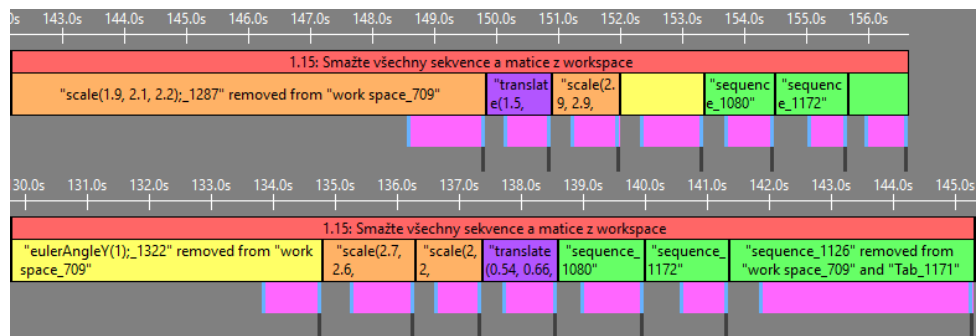 0s 143.0s 144.0s 145.0s 146.0s 147.0s 148.0s 149.0s 150.0s 151.0s 152.0s 153.0s 154.0s 155.0s 156.0s
1.15: Smažte všechny sekvence a matice z workspace
"scale(1.9, 2.1, 2.2);_1287" removed from "work space_709"
"translat
e(1.5,
"scale(2.
9, 2.9,
"sequenc
e_1080"
"sequenc
e_1172"
30.0s 131.0s 132.0s 133.0s 134.0s 135.0s 136.0s 137.0s 138.0s 139.0s 140.0s 141.0s 142.0s 143.0s 144.0s 145.0s
1.15: Smažte všechny sekvence a matice z workspace
"eulerAngleY(1);_1322" removed from "work
space_709"
"scale(2.7,
2.6,
"scale(2,
2,
"translate
(0.54, 0.66,
"sequence_
1080"
"sequence_
1172"
"sequence_1126" removed from
"work space_709" and "Tab_1171"